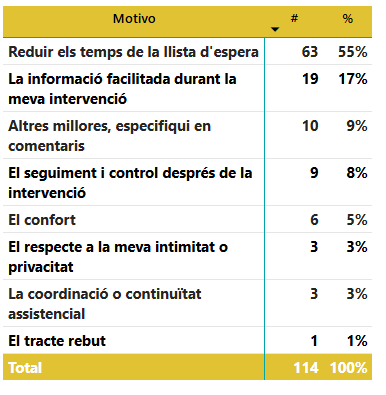 Motivo # %
Reduir els temps de la llista d'espera 63 55%
La informació facilitada durant la 19 17%
meva intervenció
Altres millores, especifiqui en 10 9%
comentaris
El seguiment i control després de la 9 8%
intervenció
El confort 6 5%
El respecte a la meva intimitat o 3 3%
privacitat
La coordinació o continuïtat 3 3%
assistencial
El tracte rebut 1 1%
Total 114 100%